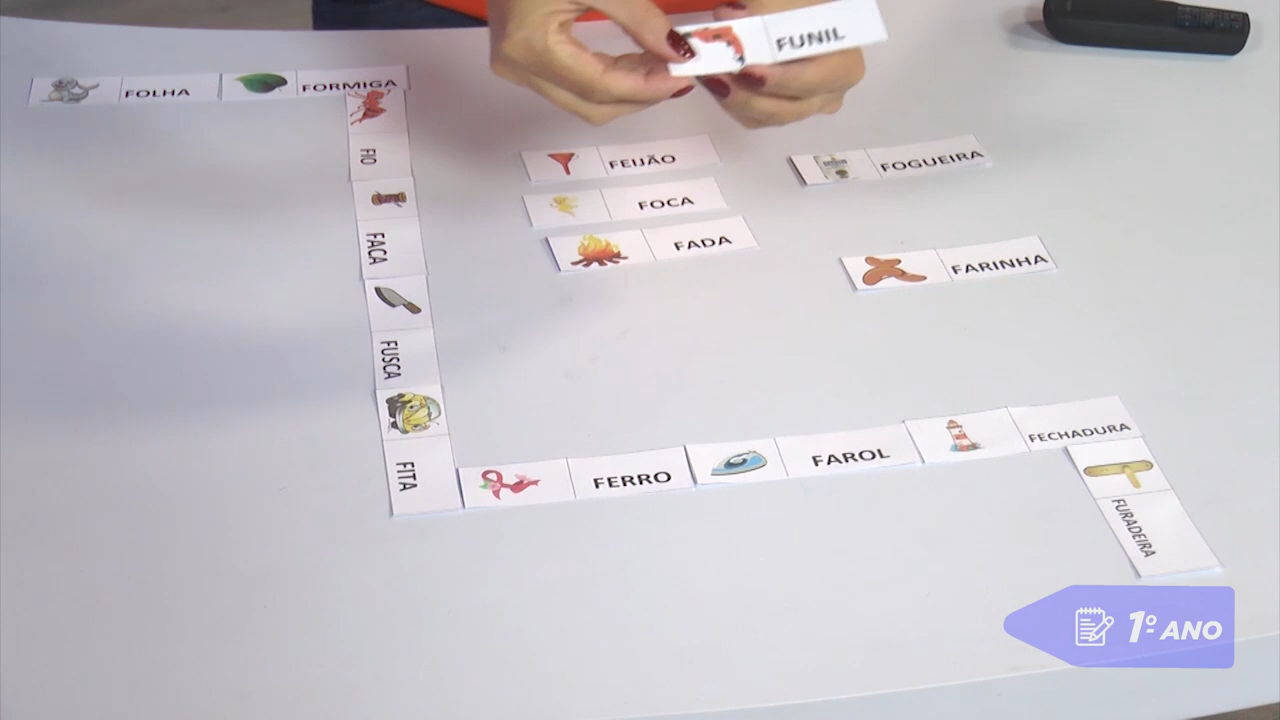 FUNIL
FOLHA
FORMIGA
FIO
FACA
FUSCA
FITA
FERRO
FAROL
FECHADURA
FURADEIRA
FEIJÃO
FOCA
FADA
FOGUEIRA
FARINHA
1º ANO